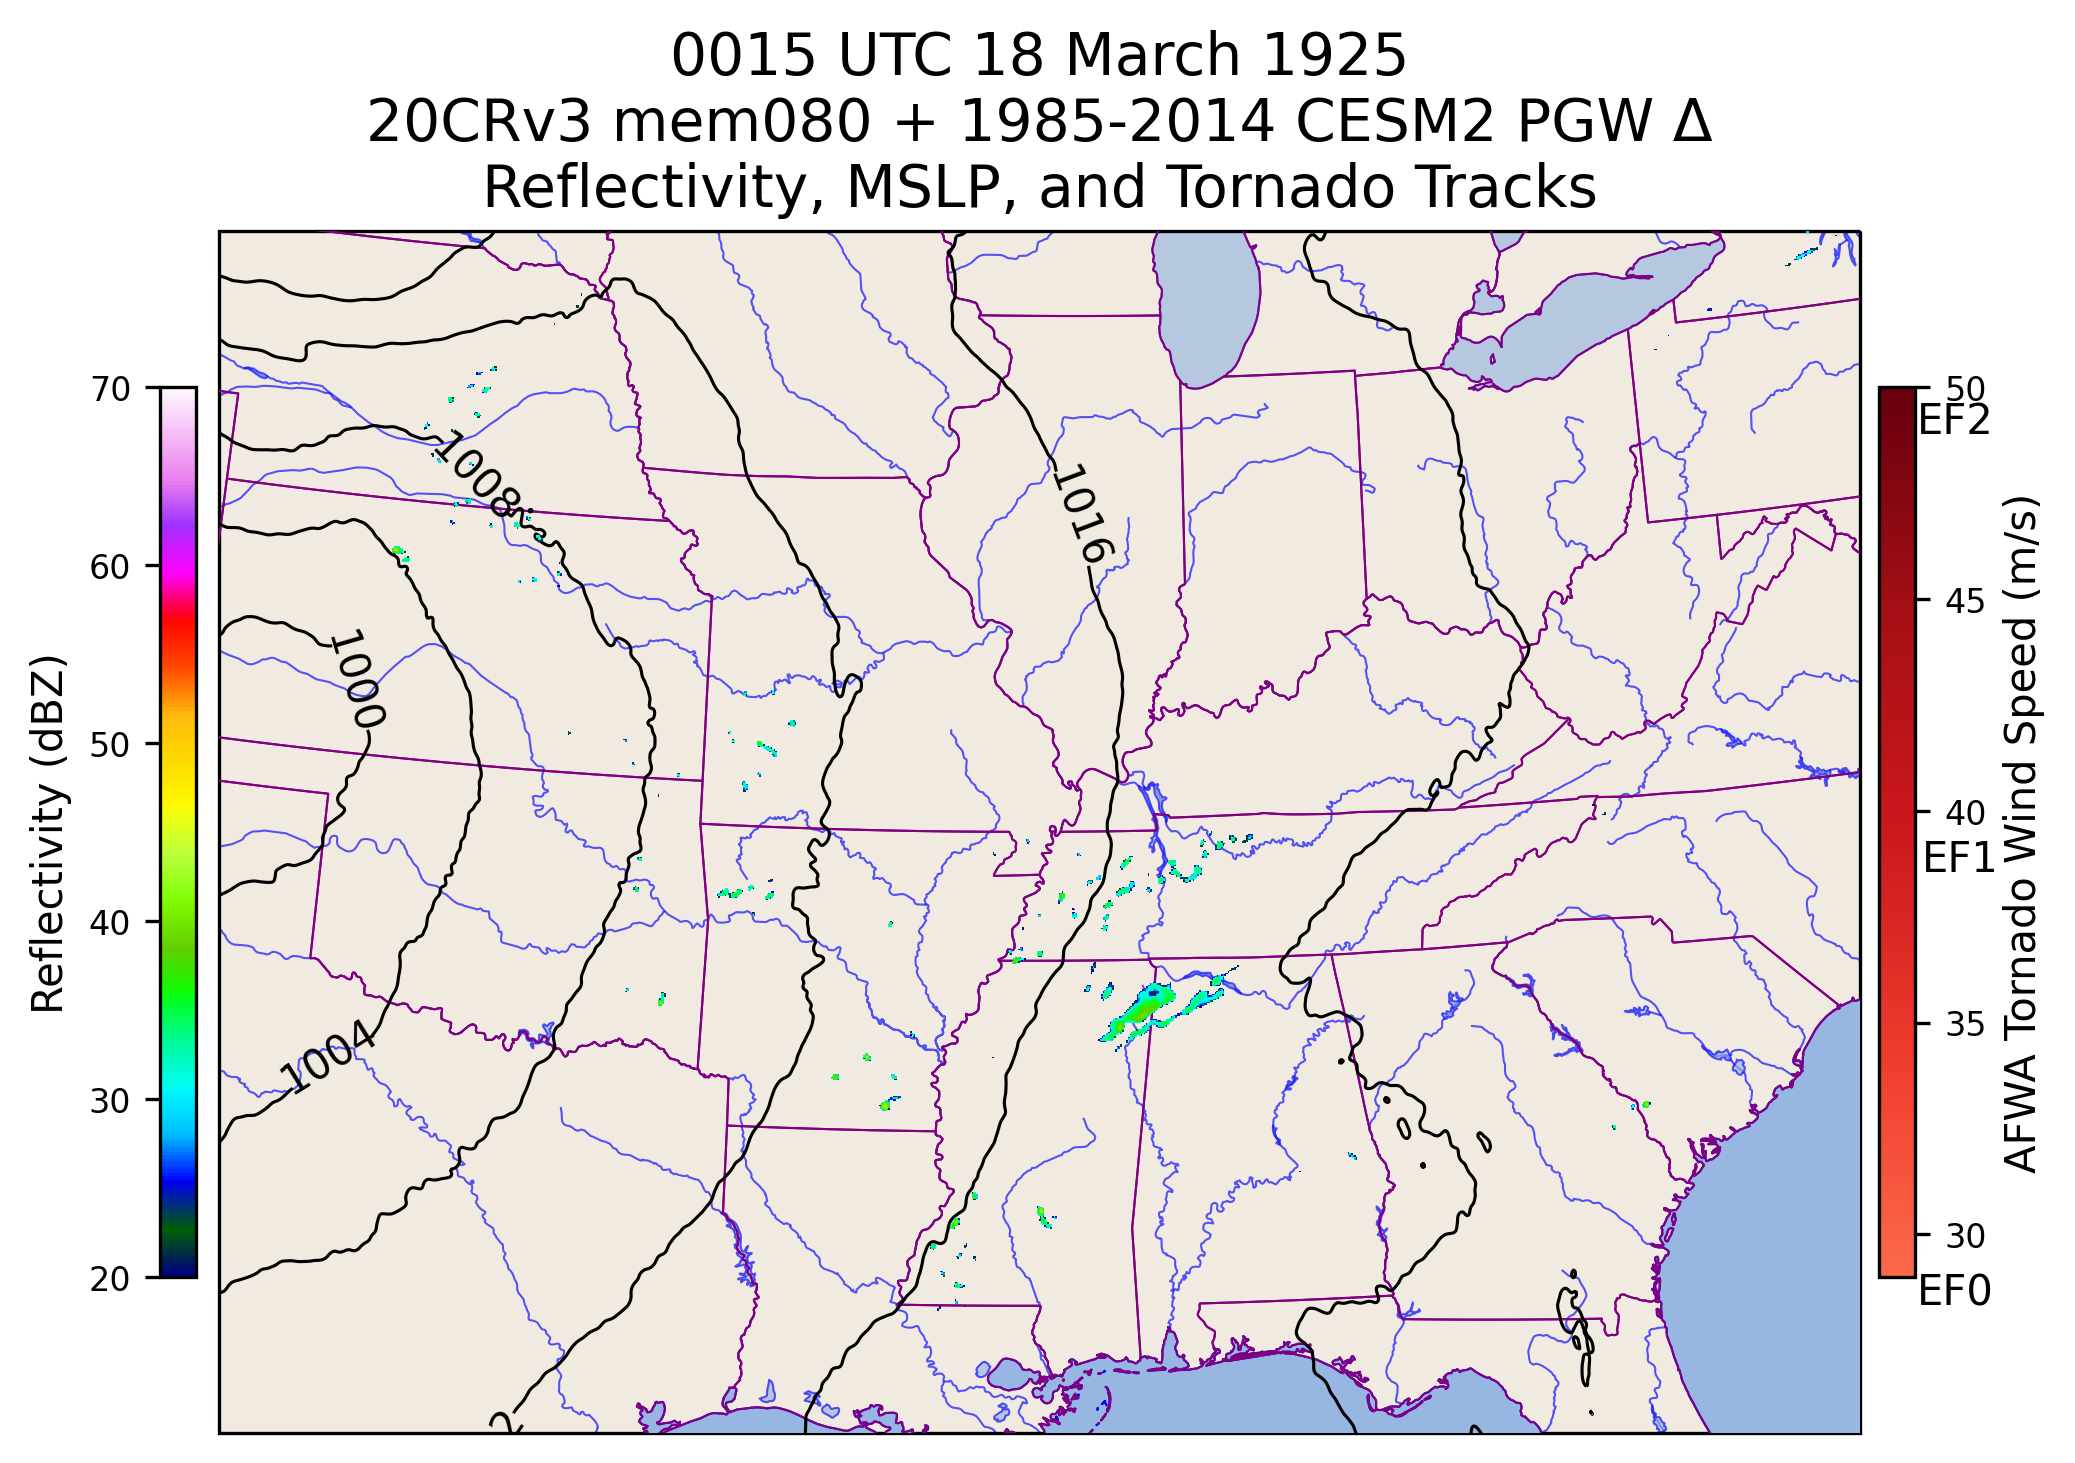 0015 UTC 18 March 1925
20CRv3 mem080 + 1985-2014 CESM2 PGW Δ
Reflectivity, MSLP, and Tornado Tracks
70
60
50
40
30
20
Reflectivity (dBZ)
1008
1016
1000
1004
2
50
EF2
45
40
EF1
35
30
EF0
AFWA Tornado Wind Speed (m/s)